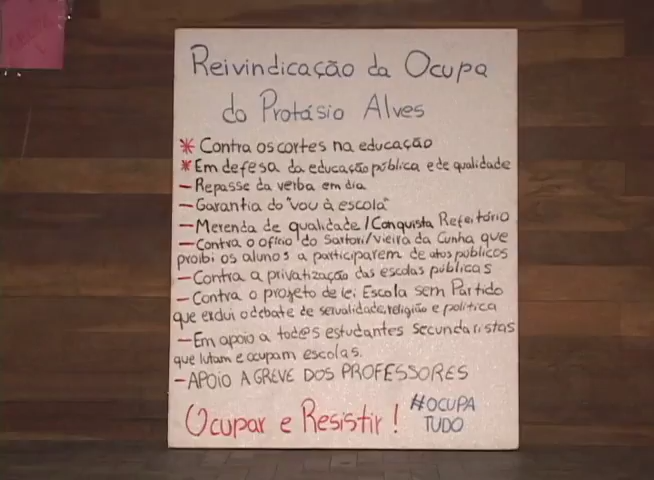 Reivindicação da Ocupa
do Protásio Alves
* Contra os cortes na educação
* Em defesa da educação pública e de qualidade
- Repasse da verba em dia
- Garantia do "vou à escola"
- Merenda de qualidade / Conquista Refeitório
- Contra o ofício do Sartori / Vieira da Cunha que
proibi os alunos a participarem de atos públicos
- Contra a privatização das escolas públicas
- Contra o projeto de lei Escola sem Partido
que exclui o debate de sexualidade, religião e política
- Em apoio a tod@s estudantes secundaristas
que lutam e ocupam escolas.
- APOIO A GREVE DOS PROFESSORES
Ocupar e Resistir!
#OCUPA
TUDO